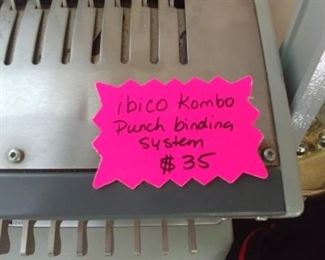 ibico Kombo
Punch binding
system
$35